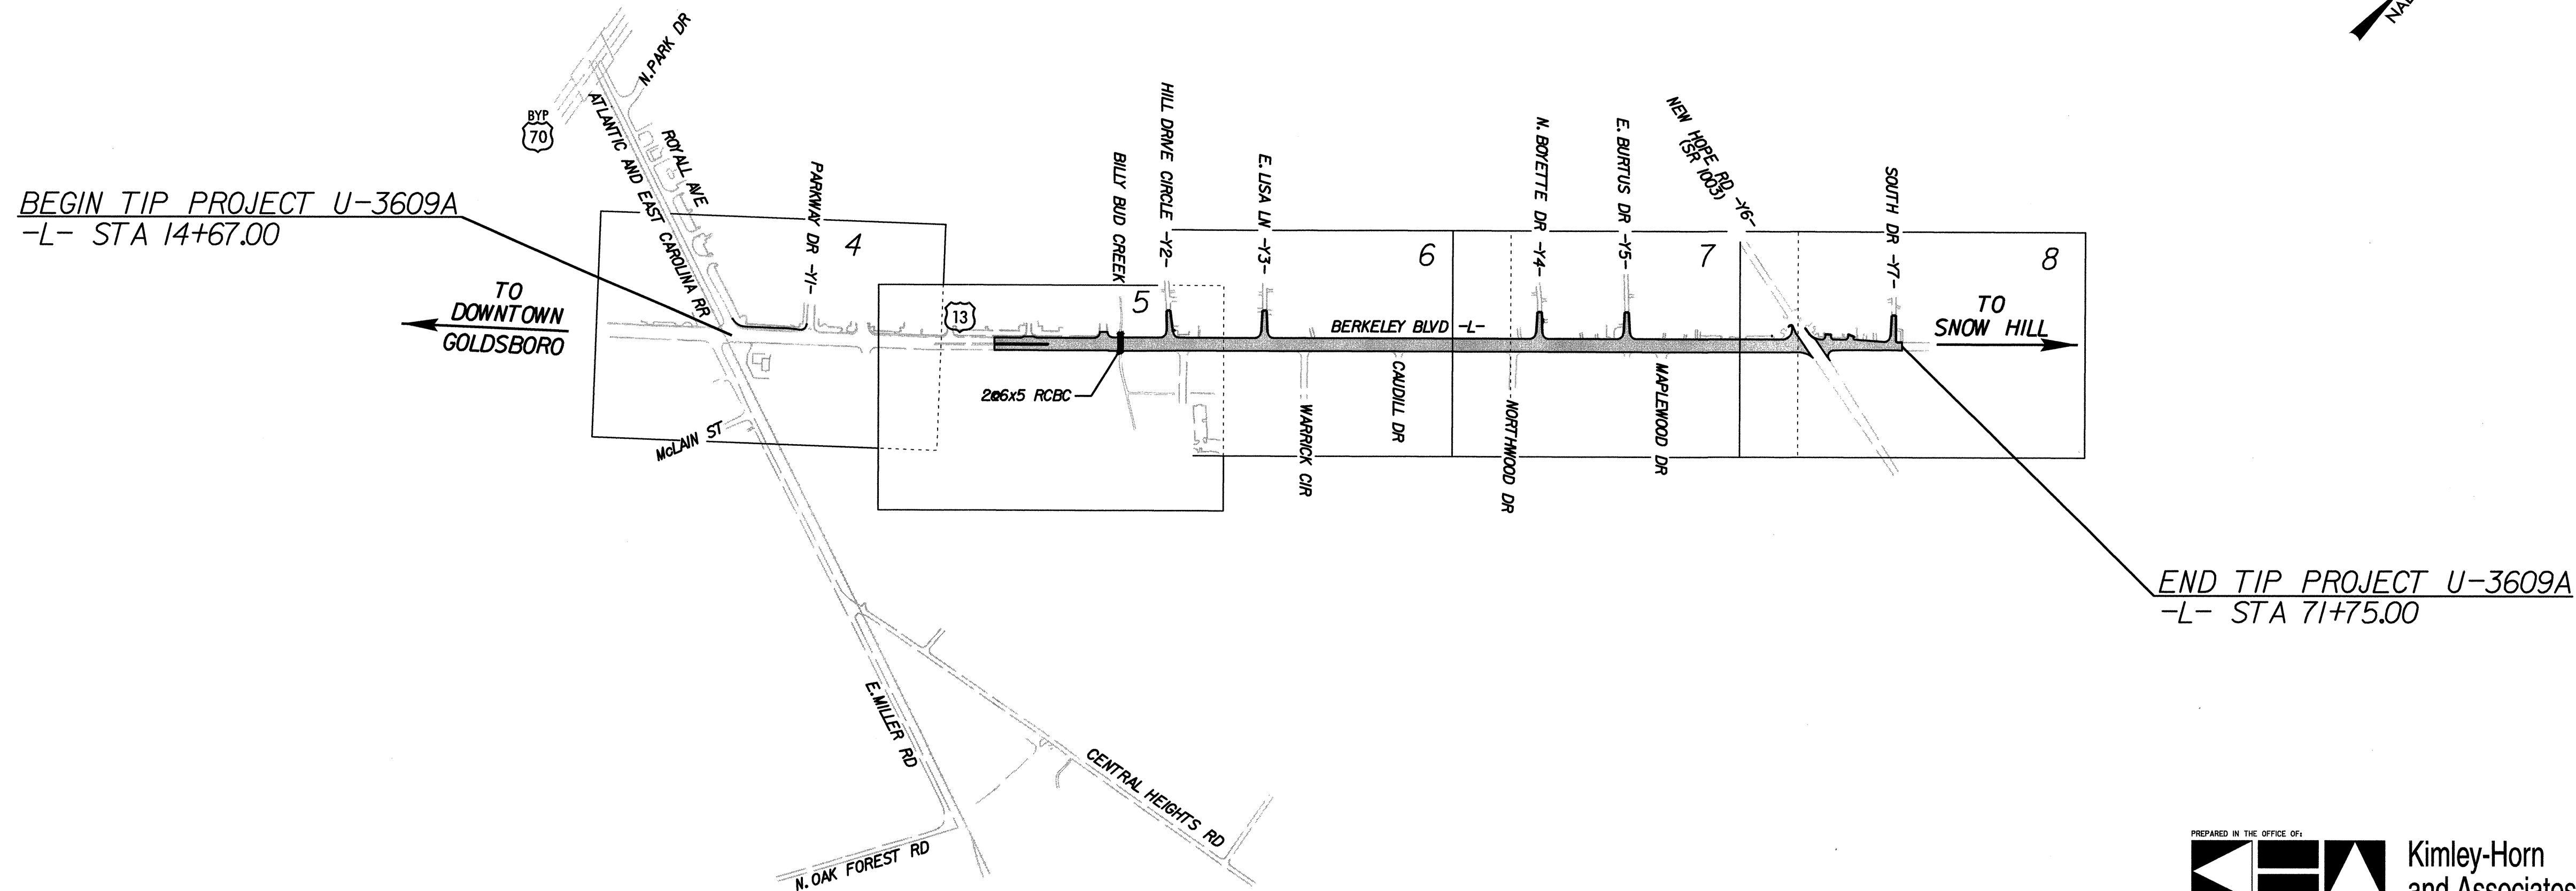 NAD
N. PARK DR
BYP
70
ATLANTIC AND EAST CAROLINA RR
ROYALL AVE
PARKWAY DR -Y1-
BILLY BUD CREEK
HILL DRIVE CIRCLE -Y2-
E. LISA LN -Y3-
N. BOYETTE DR -Y4-
E. BURTUS DR -Y5-
NEW HOPE RD -Y6-
(SR 1003)
SOUTH DR -Y7-
BEGIN TIP PROJECT U-3609A
-L- STA 14+67.00
4
5
6
7
8
TO
DOWNTOWN
GOLDSBORO
13
BERKELEY BLVD -L-
TO
SNOW HILL
2@6x5 RCBC
McLAIN ST
WARRICK CIR
CAUDILL DR
NORTHWOOD DR
MAPLEWOOD DR
END TIP PROJECT U-3609A
-L- STA 71+75.00
E. MILLER RD
CENTRAL HEIGHTS RD
N. OAK FOREST RD
PREPARED IN THE OFFICE OF:
Kimley-Horn
and Associates